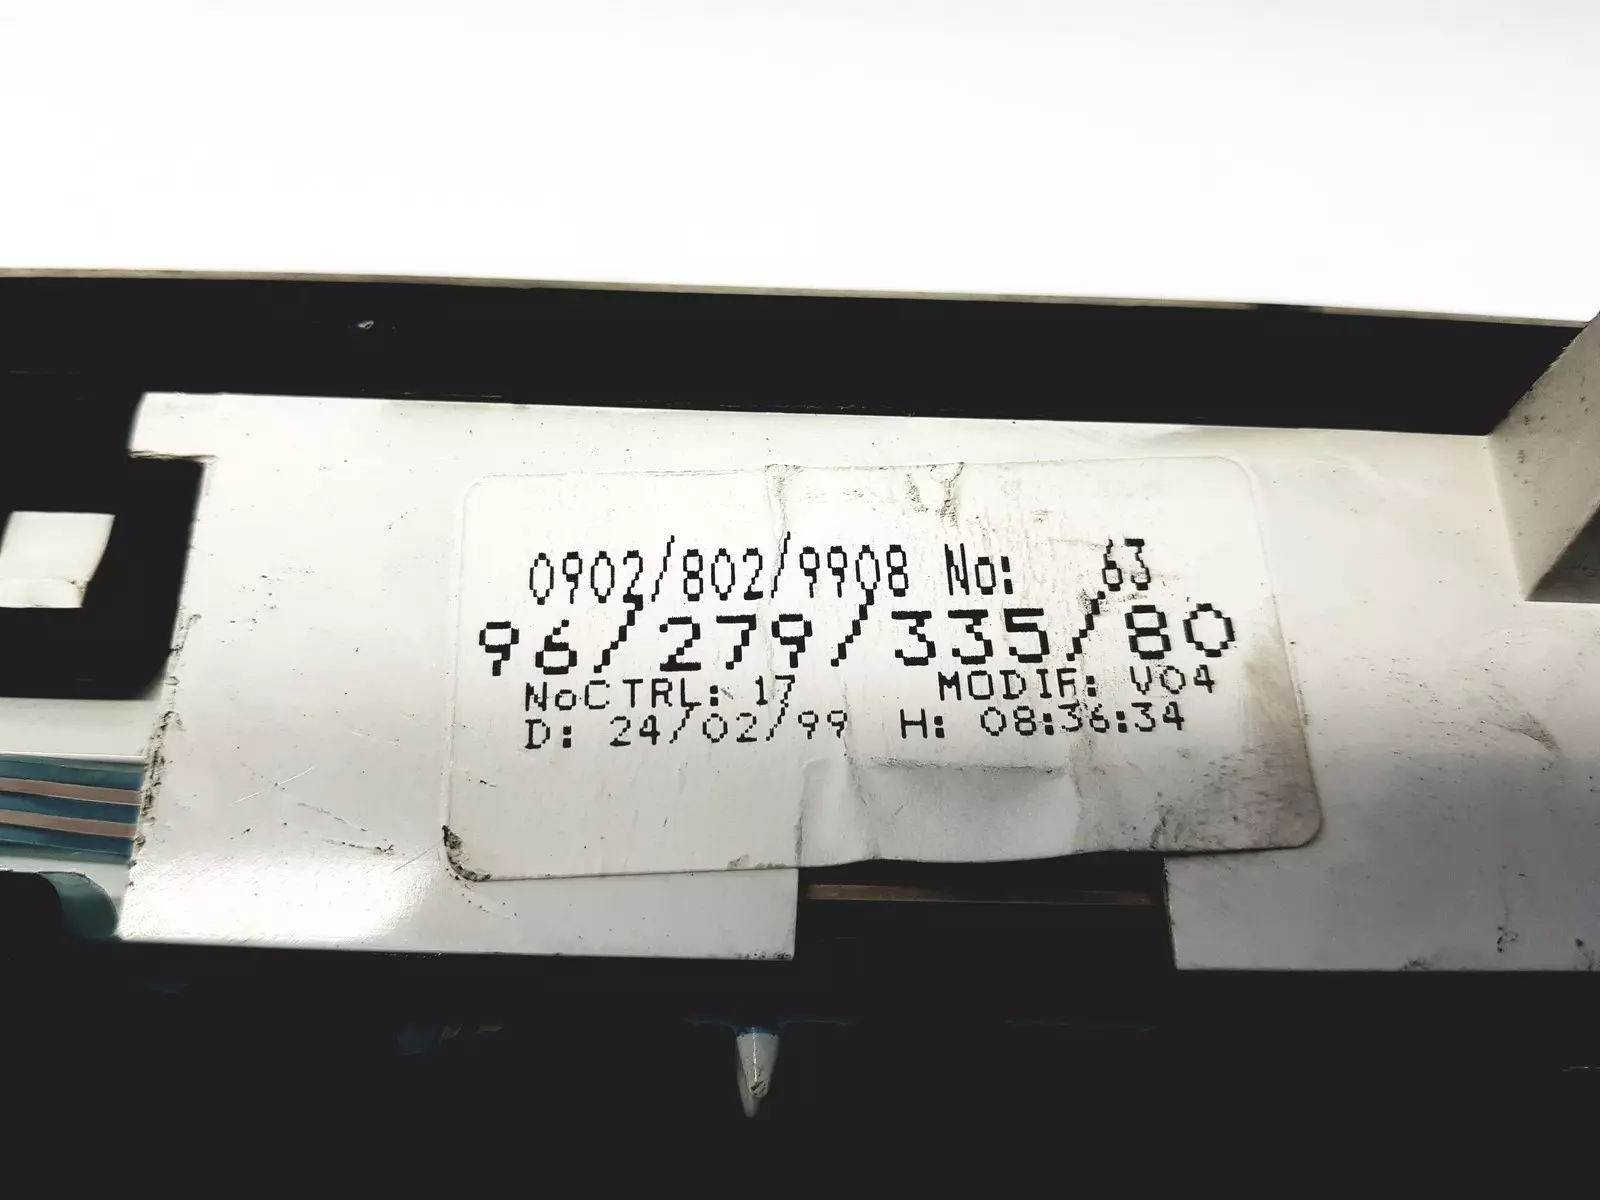 0902/802/9908 No: 63
96/279/335/80
NoCTRL: 17 MODIF: V04
D: 24/02/99 H: 08:36:34